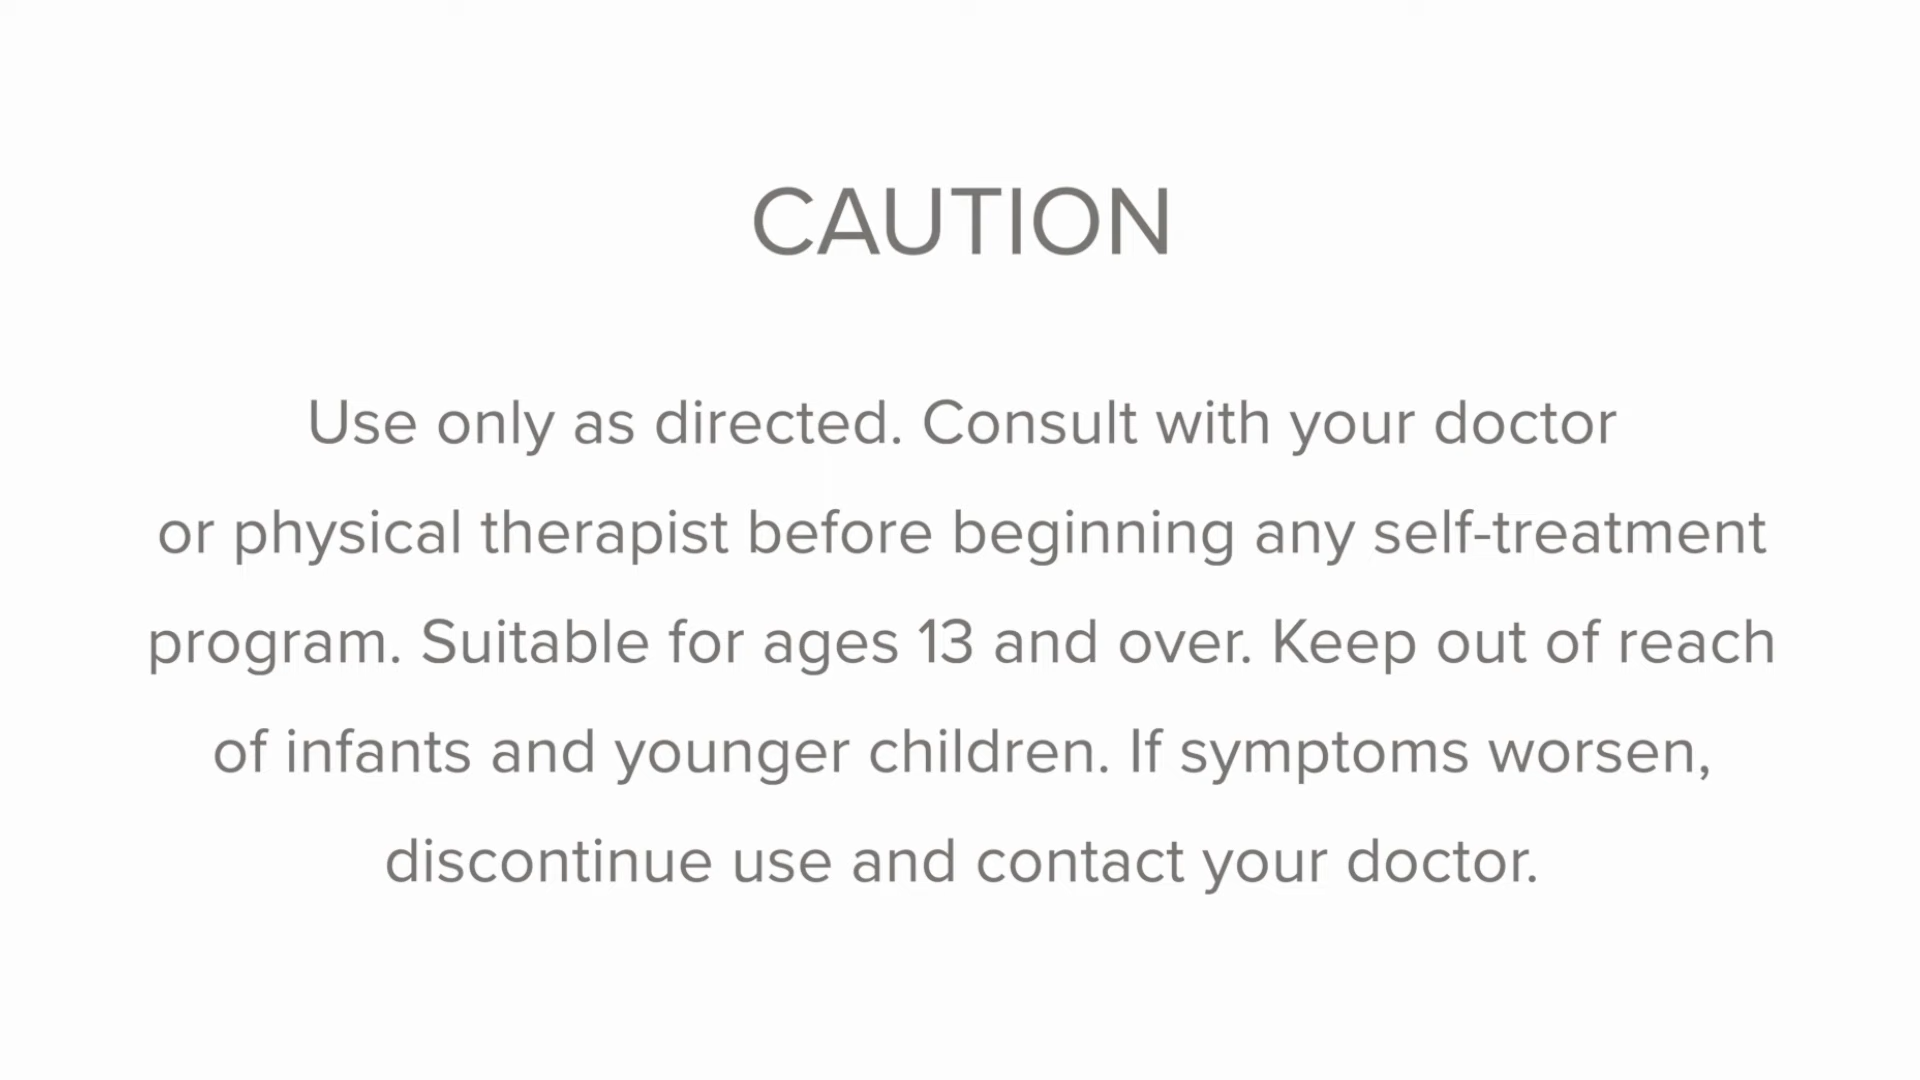 CAUTION
Use only as directed. Consult with your doctor
or physical therapist before beginning any self-treatment
program. Suitable for ages 13 and over. Keep out of reach
of infants and younger children. If symptoms worsen,
discontinue use and contact your doctor.